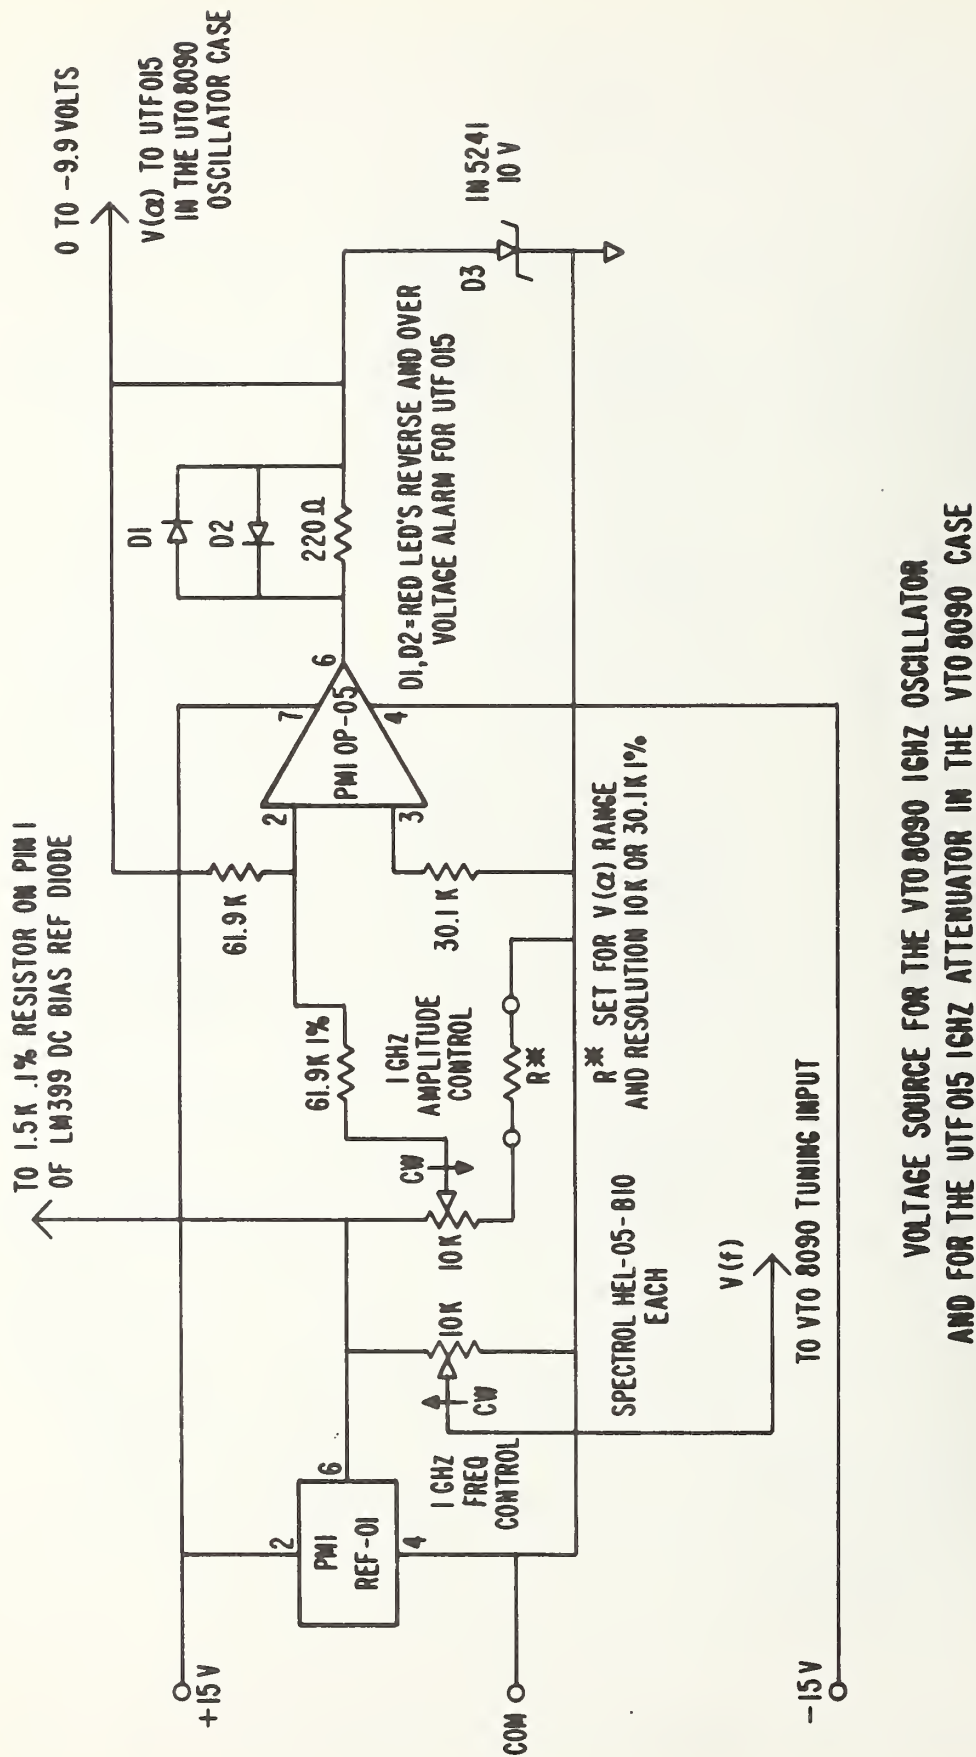 TO 1.5K .1% RESISTOR ON PIN 1
OF LM399 DC BIAS REF DIODE
0 TO -9.9 VOLTS
V(α) TO UTF015
IN THE UTO 8090
OSCILLATOR CASE
+15V
2
PMI
REF-01
6
4
COM
-15V
1 GHZ
FREQ
CONTROL
CW
10K
10K
CW
1 GHZ
AMPLITUDE
CONTROL
SPECTROL HEL-05-B10
EACH
V(f)
TO VTO 8090 TUNING INPUT
61.9K 1%
61.9K
R*
30.1K
R* SET FOR V(α) RANGE
AND RESOLUTION 10K OR 30.1K 1%
2
3
7
4
6
PMI OP-05
D1
D2
220Ω
D1,D2=RED LED'S REVERSE AND OVER
VOLTAGE ALARM FOR UTF 015
D3
IN 5241
10 V
VOLTAGE SOURCE FOR THE VTO 8090 1GHZ OSCILLATOR
AND FOR THE UTF 015 1GHZ ATTENUATOR IN THE VTO 8090 CASE